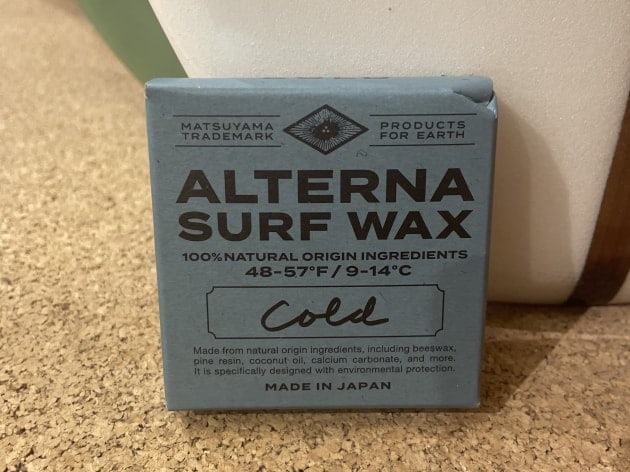 MATSUYAMA
TRADEMARK
PRODUCTS
FOR EARTH
ALTERNA
SURF WAX
100% NATURAL ORIGIN INGREDIENTS
48-57°F / 9-14°C
Cold
Made from natural origin ingredients, including beeswax,
pine resin, coconut oil, calcium carbonate, and more.
It is specifically designed with environmental protection.
MADE IN JAPAN